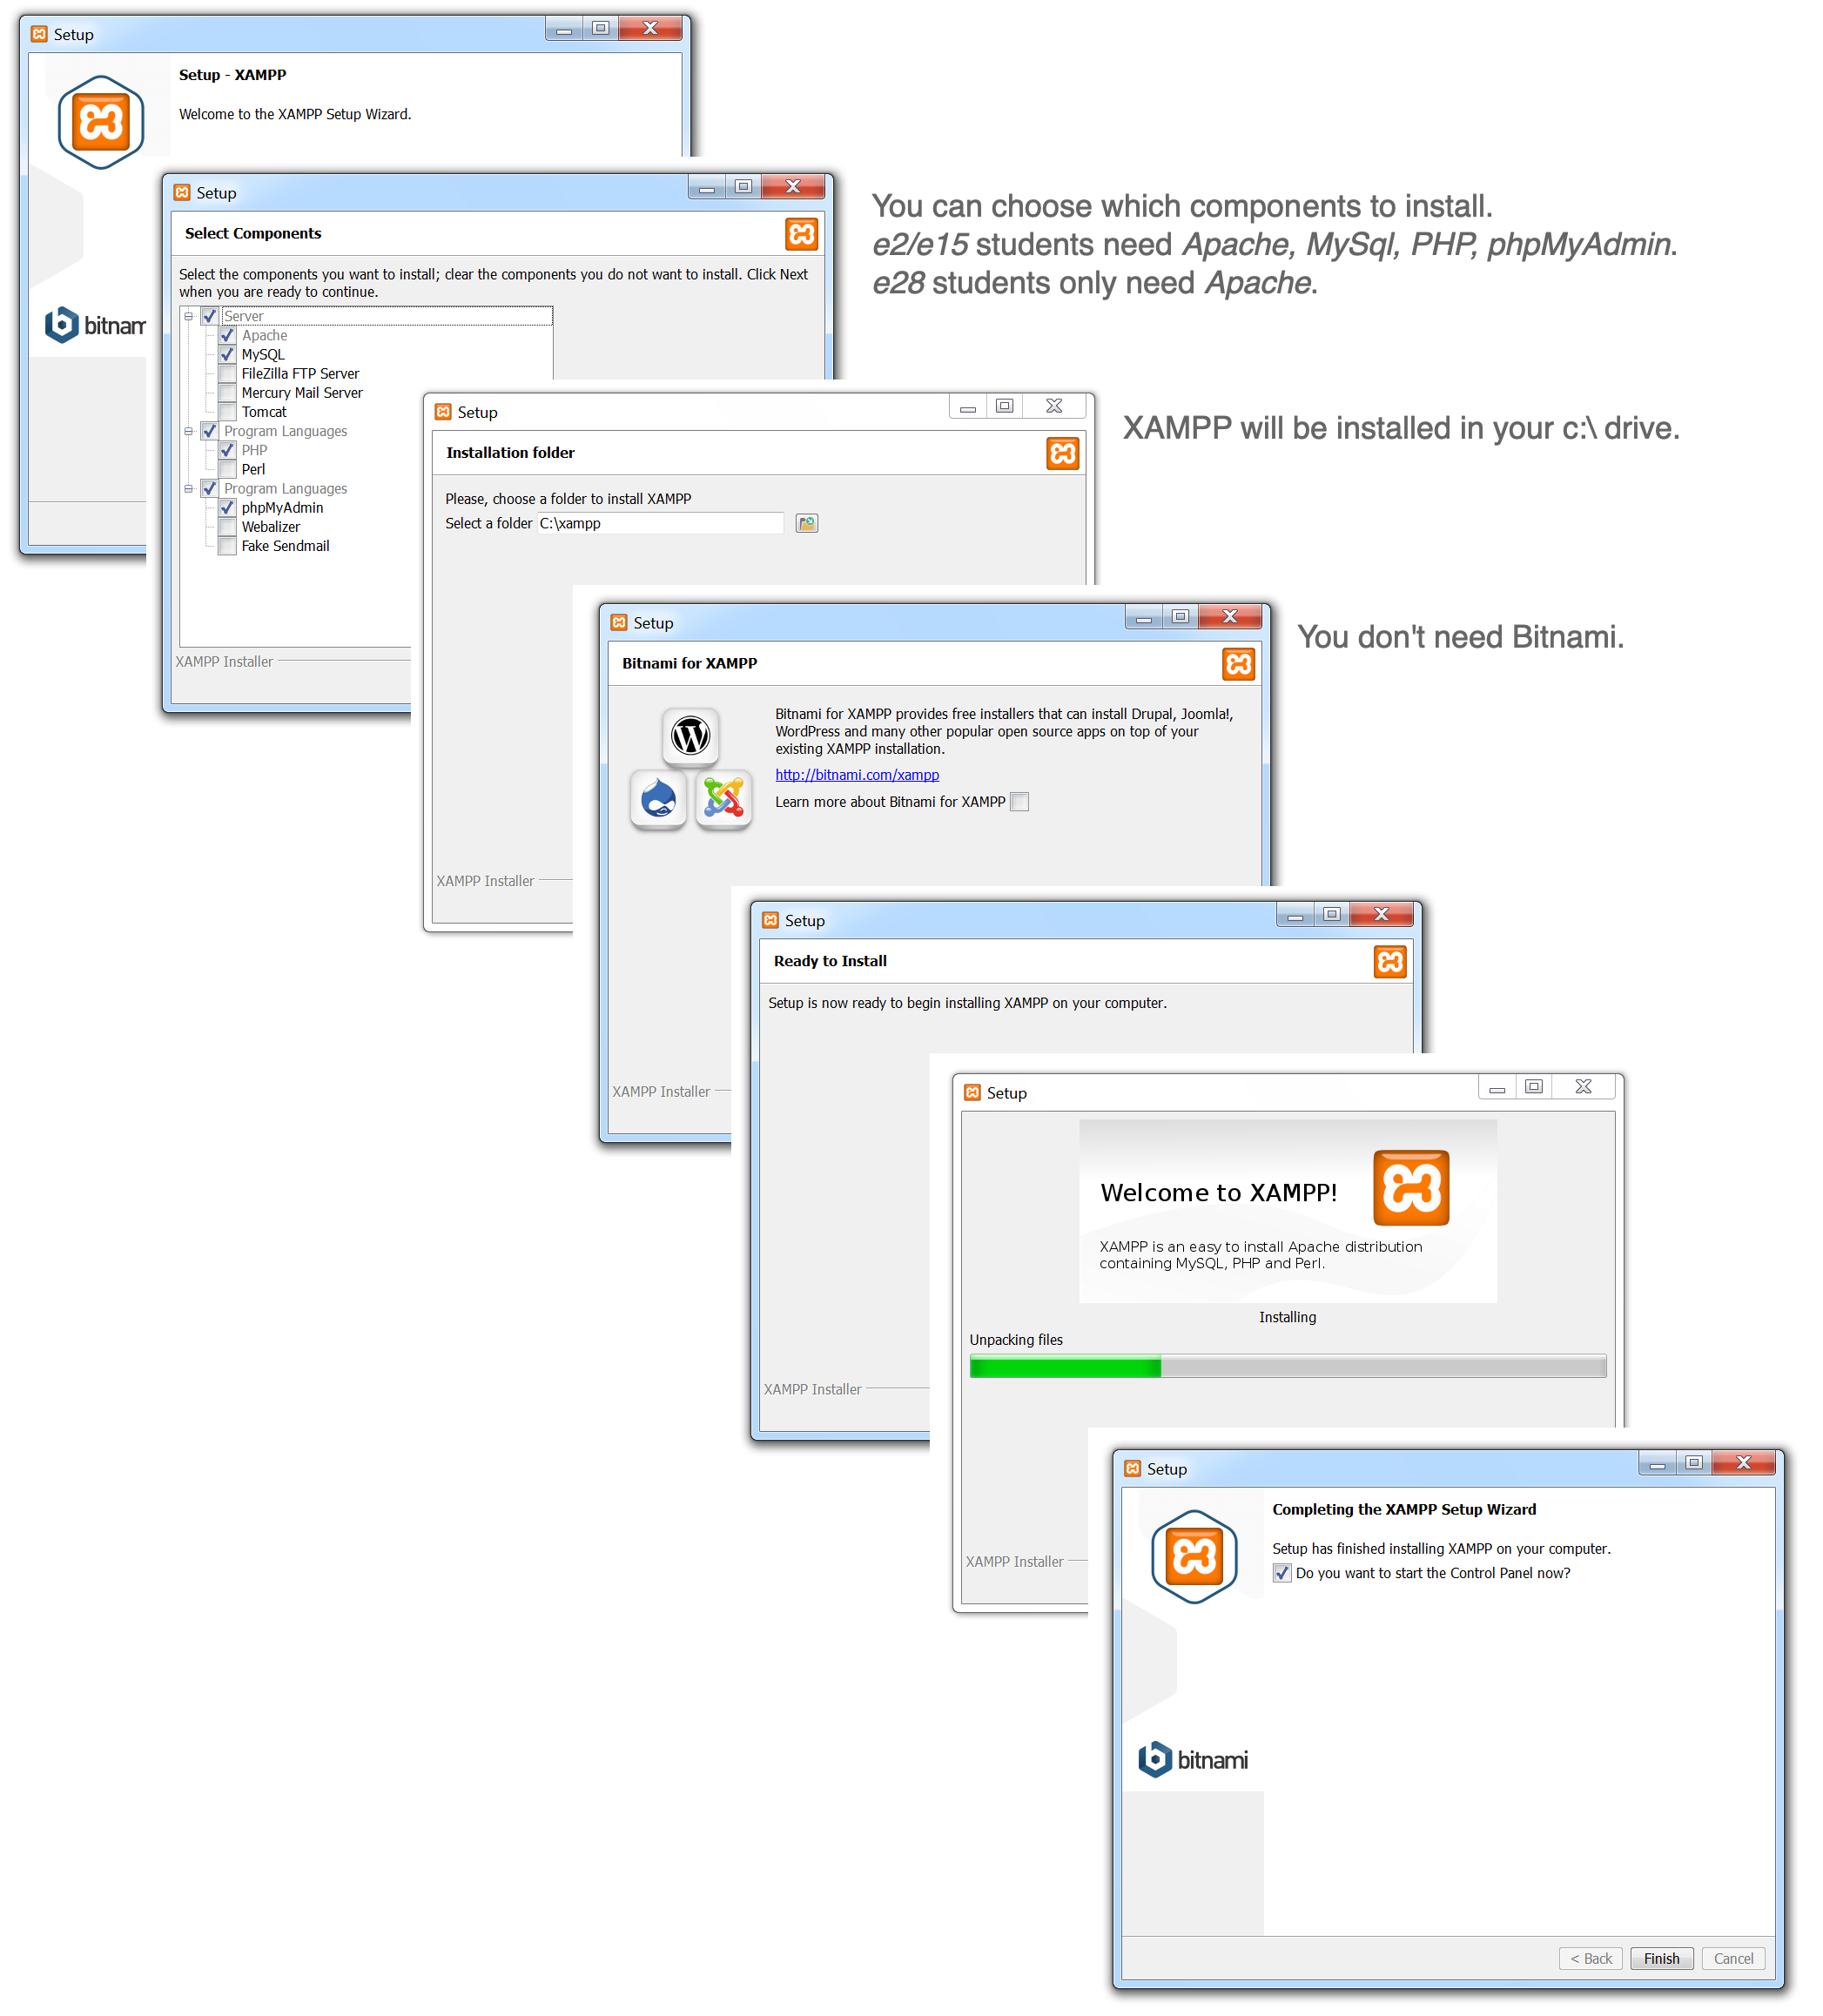 Setup
Setup - XAMPP
Welcome to the XAMPP Setup Wizard.
bitnam
Setup
Select Components
Select the components you want to install; clear the components you do not want to install. Click Next
when you are ready to continue.
Server
Apache
MySQL
FileZilla FTP Server
Mercury Mail Server
Tomcat
Program Languages
PHP
Perl
Program Languages
phpMyAdmin
Webalizer
Fake Sendmail
XAMPP Installer
You can choose which components to install.
e2/e15 students need Apache, MySql, PHP, phpMyAdmin.
e28 students only need Apache.
Setup
Installation folder
Please, choose a folder to install XAMPP
Select a folder C:\xampp
XAMPP Installer
XAMPP will be installed in your c:\ drive.
Setup
Bitnami for XAMPP
Bitnami for XAMPP provides free installers that can install Drupal, Joomla!,
WordPress and many other popular open source apps on top of your
existing XAMPP installation.
http://bitnami.com/xampp
Learn more about Bitnami for XAMPP
XAMPP Installer
You don't need Bitnami.
Setup
Ready to Install
Setup is now ready to begin installing XAMPP on your computer.
XAMPP Installer
Setup
Welcome to XAMPP!
XAMPP is an easy to install Apache distribution
containing MySQL, PHP and Perl.
Installing
Unpacking files
XAMPP Installer
Setup
Completing the XAMPP Setup Wizard
Setup has finished installing XAMPP on your computer.
Do you want to start the Control Panel now?
bitnami
< Back Finish Cancel